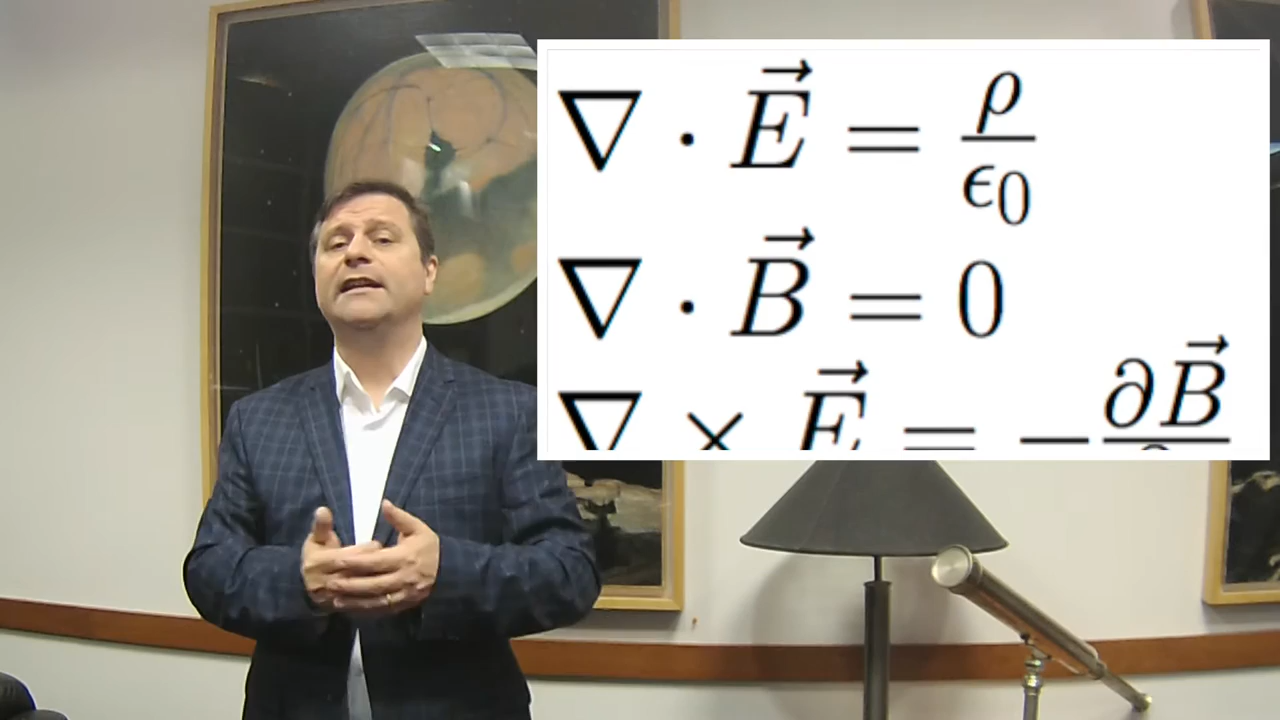 ∇ · E⃗ = ρ/ϵ₀
∇ · B⃗ = 0
∇ × E⃗ = −∂B⃗